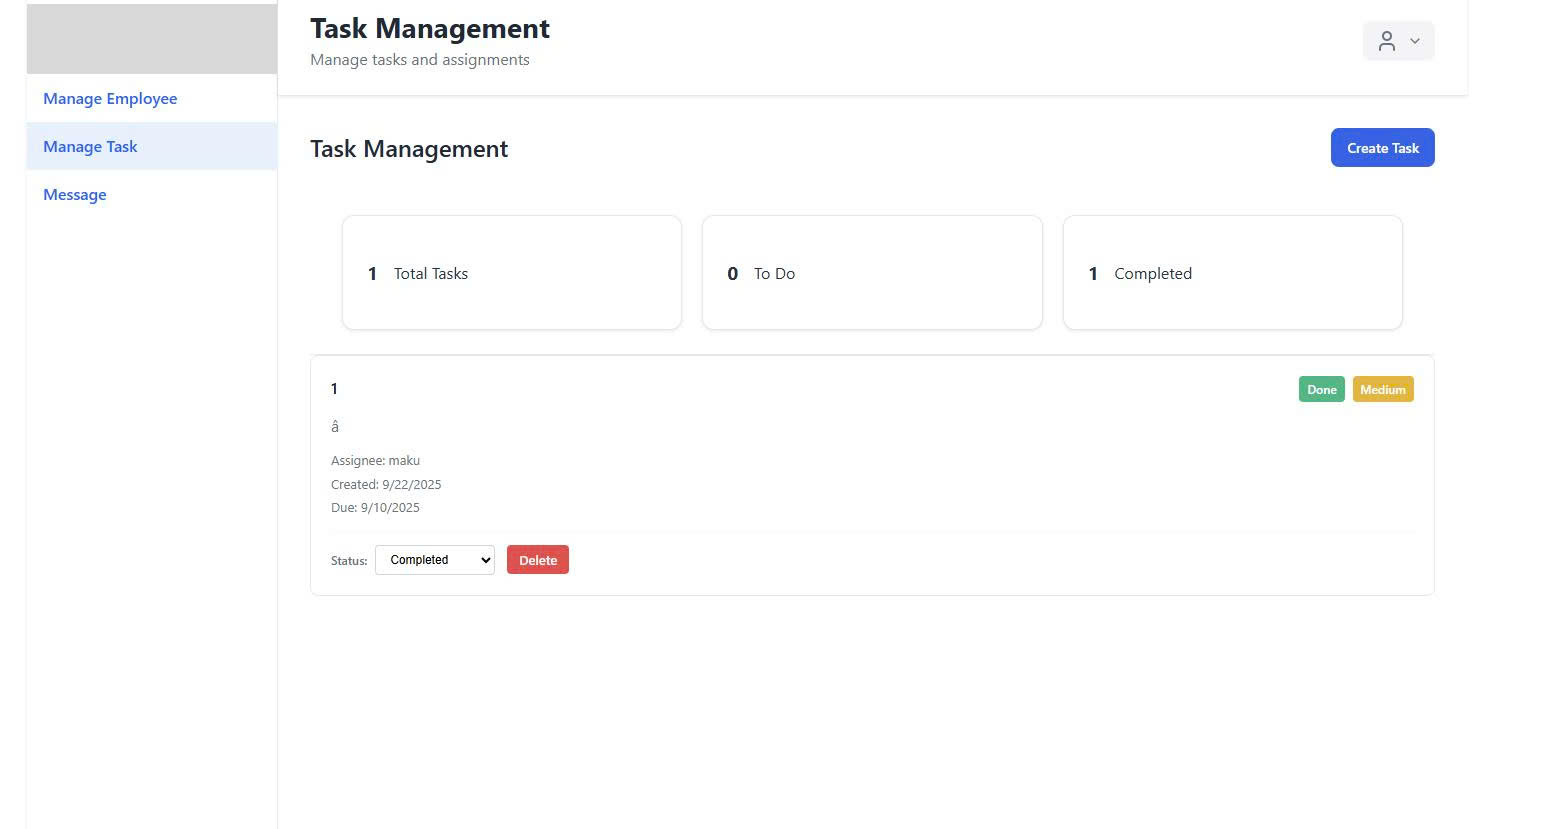 Task Management
Manage tasks and assignments
Manage Employee
Manage Task
Message
Task Management
Create Task
1 Total Tasks
0 To Do
1 Completed
1
Done Medium
â
Assignee: maku
Created: 9/22/2025
Due: 9/10/2025
Status: Completed Delete